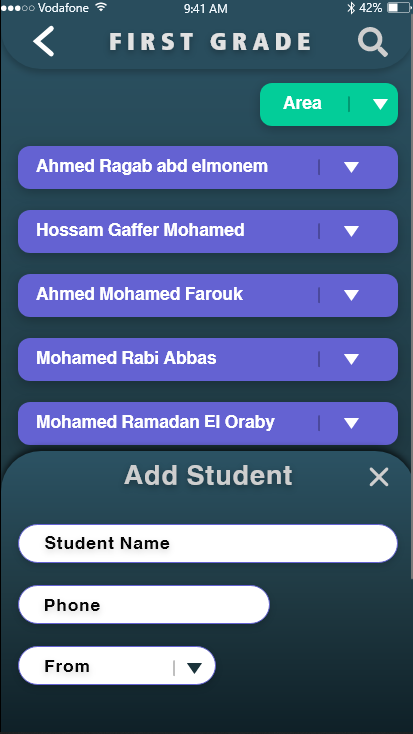 Vodafone 9:41 AM 42%
FIRST GRADE
Area
Ahmed Ragab abd elmonem
Hossam Gaffer Mohamed
Ahmed Mohamed Farouk
Mohamed Rabi Abbas
Mohamed Ramadan El Oraby
Add Student
Student Name
Phone
From